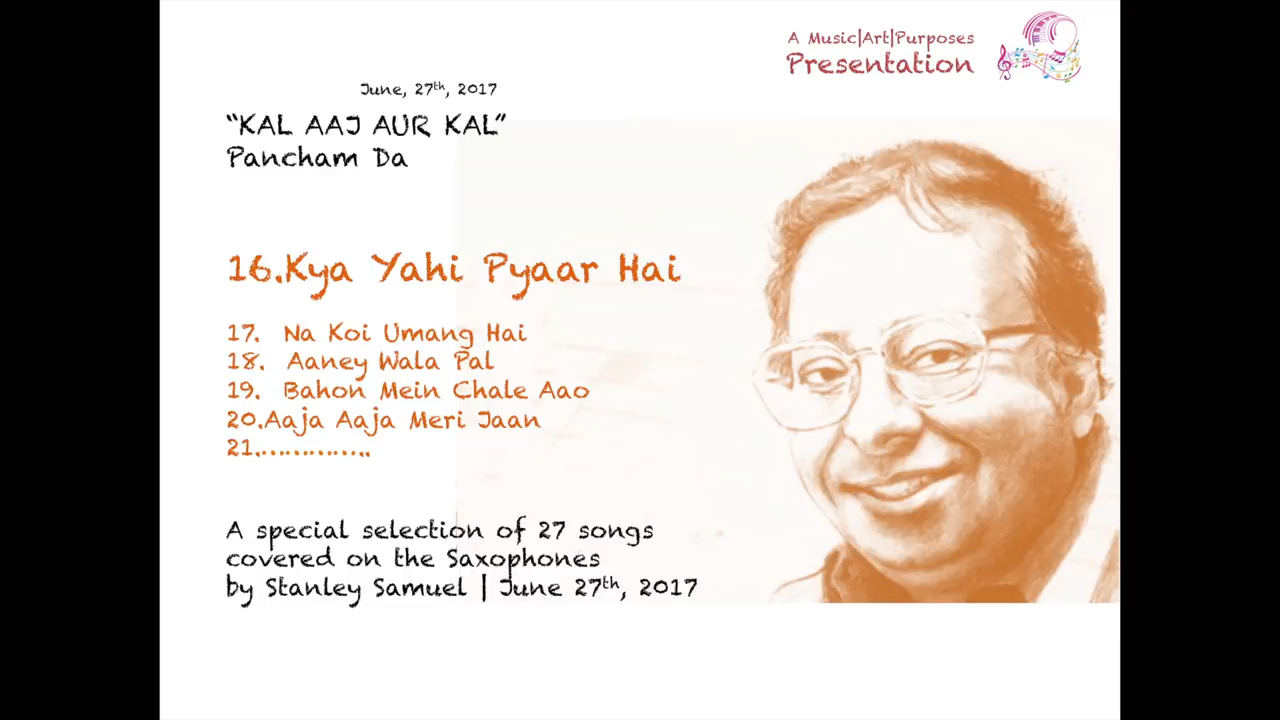 A Music|Art|Purposes
Presentation
June, 27th, 2017
“KAL AAJ AUR KAL”
Pancham Da
16.Kya Yahi Pyaar Hai
17. Na Koi Umang Hai
18. Aaney Wala Pal
19. Bahon Mein Chale Aao
20.Aaja Aaja Meri Jaan
21..............
A special selection of 27 songs
covered on the Saxophones
by Stanley Samuel | June 27th, 2017